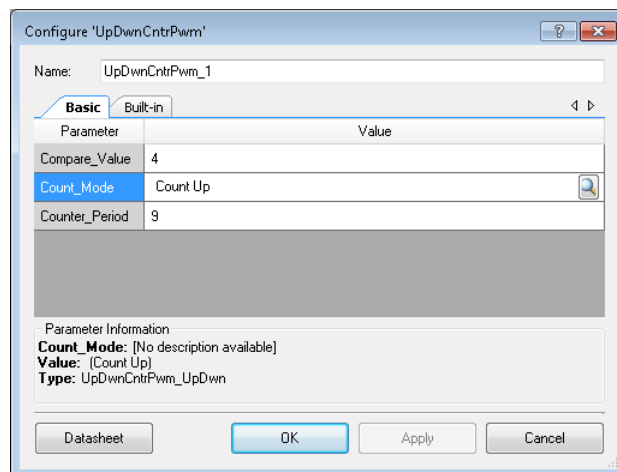 Configure 'UpDwnCntrPwm'
Name: UpDwnCntrPwm_1
Basic Built-in
Parameter Value
Compare_Value 4
Count_Mode Count Up
Counter_Period 9
Parameter Information
Count_Mode: [No description available]
Value: (Count Up)
Type: UpDwnCntrPwm_UpDwn
Datasheet OK Apply Cancel